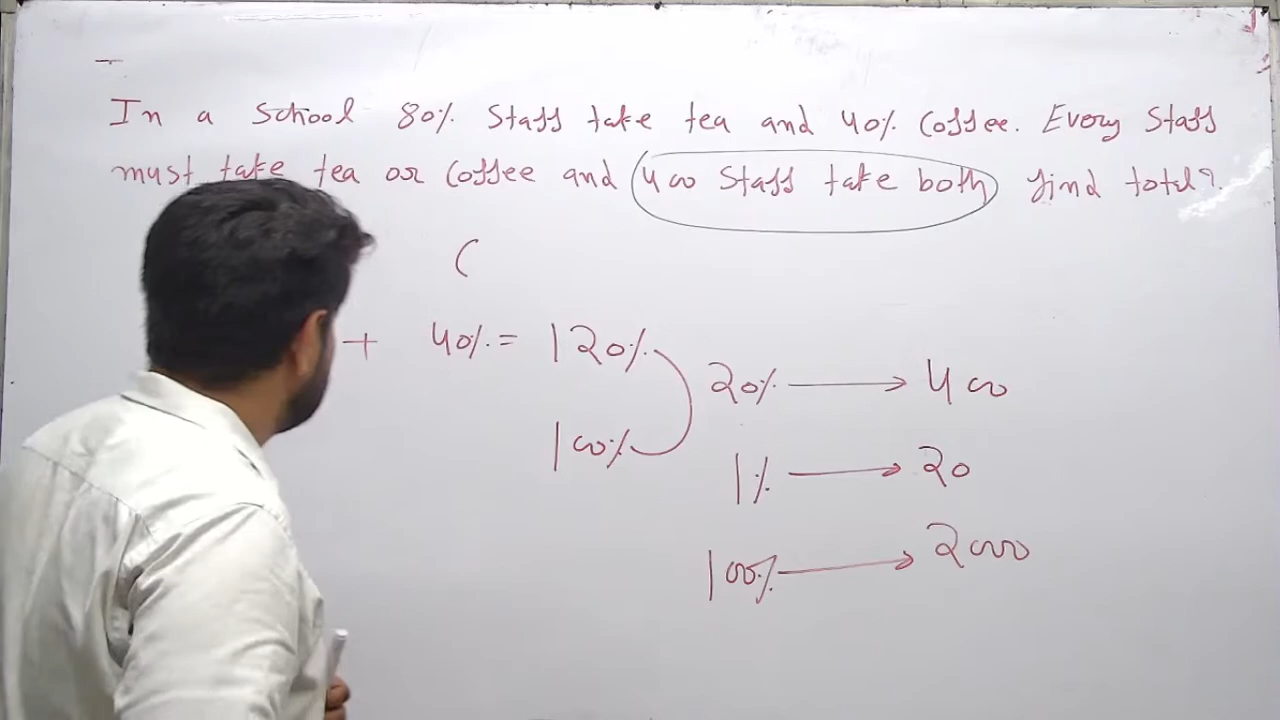 In a school 80% Staff take tea and 40% Coffee. Every Staff
must take tea or Coffee and 400 Staff take both find total?
C
+ 40% = 120%
20% → 400
100%
1% → 20
100% → 2000